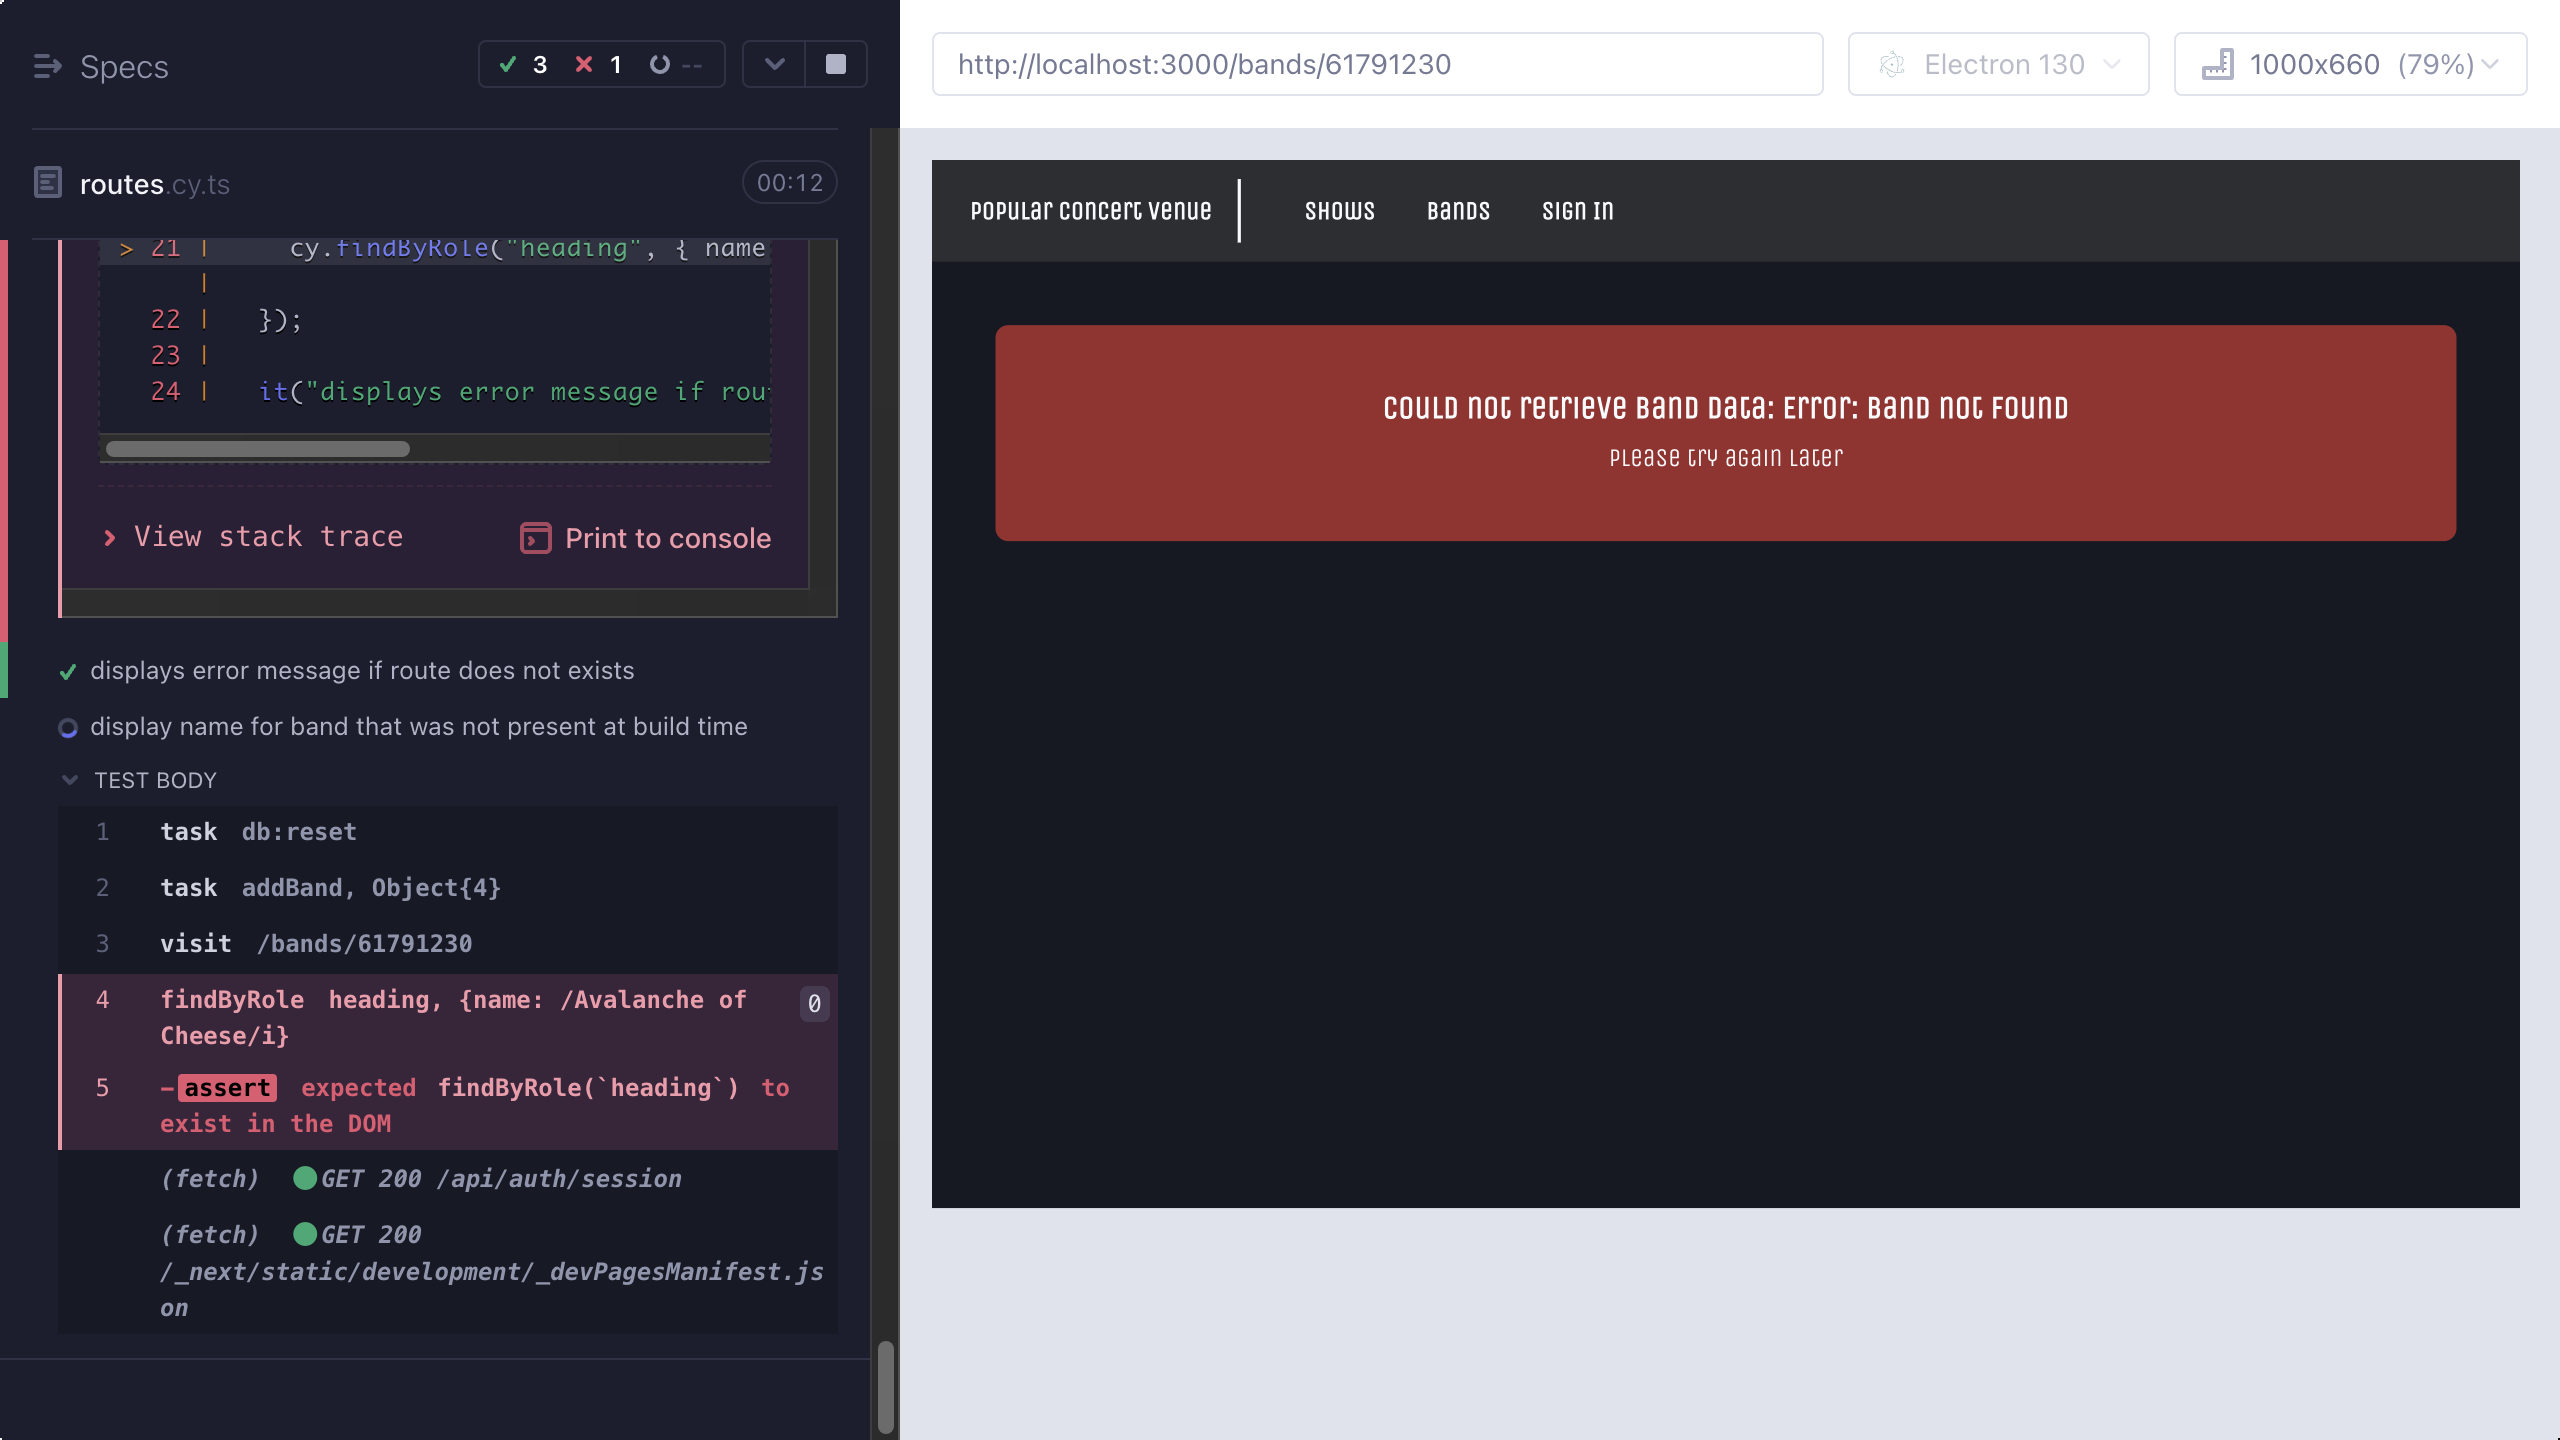 Specs
3 1 --
routes.cy.ts
00:12
> 21 | cy.findByRole("heading", { name
|
22 | });
23 |
24 | it("displays error message if rou
View stack trace
Print to console
displays error message if route does not exists
display name for band that was not present at build time
TEST BODY
1 task db:reset
2 task addBand, Object{4}
3 visit /bands/61791230
4 findByRole heading, {name: /Avalanche of
Cheese/i}
0
5 -assert expected findByRole(`heading`) to
exist in the DOM
(fetch) GET 200 /api/auth/session
(fetch) GET 200
/_next/static/development/_devPagesManifest.js
on
http://localhost:3000/bands/61791230
Electron 130
1000x660 (79%)
Popular Concert Venue
Shows
Bands
Sign in
Could not retrieve band data: Error: Band not found
Please try again later